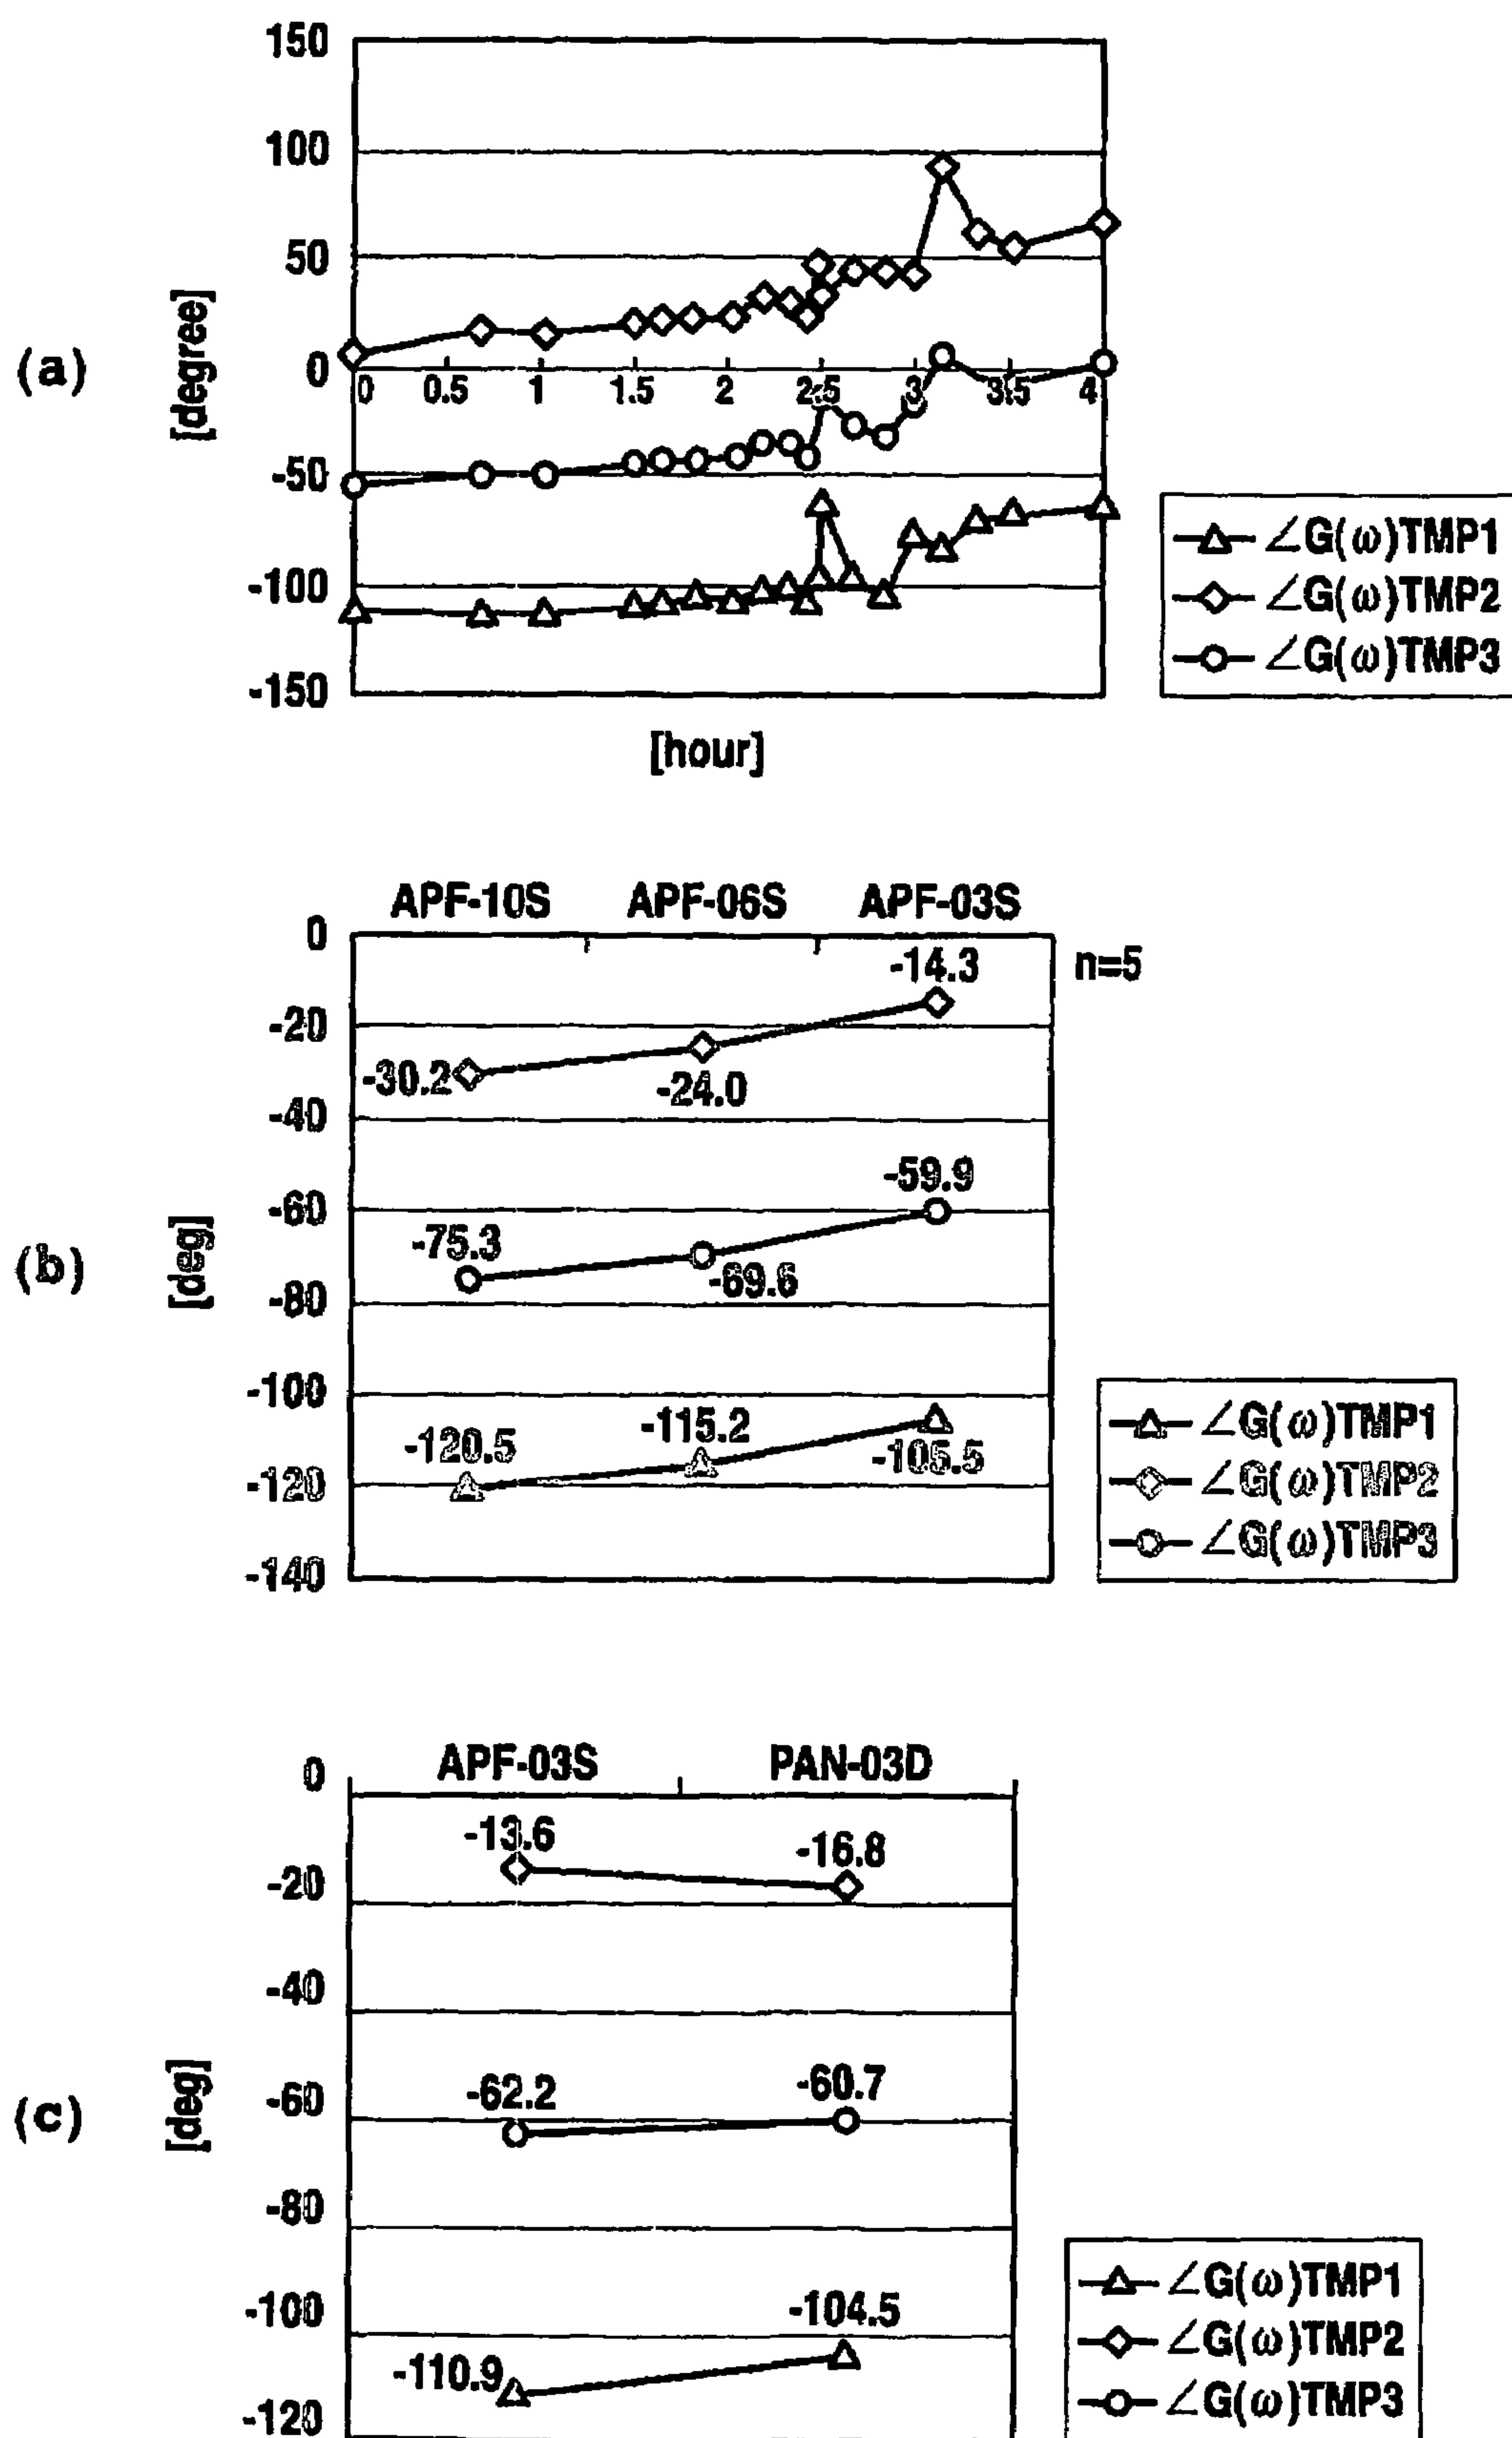 (a)
[degree]
150
100
50
0
-50
-100
-150
0 0.5 1 1.5 2 2.5 3 3.5 4
[hour]
∠G(ω)TMP1
∠G(ω)TMP2
∠G(ω)TMP3
(b)
[deg]
APF-10S APF-06S APF-03S
n=5
0
-20
-40
-60
-80
-100
-120
-140
-30.2
-24.0
-14.3
-75.3
-69.6
-59.9
-120.5
-115.2
-105.5
∠G(ω)TMP1
∠G(ω)TMP2
∠G(ω)TMP3
(c)
[deg]
APF-03S PAN-03D
0
-20
-40
-60
-80
-100
-120
-13.6
-16.8
-62.2
-60.7
-110.9
-104.5
∠G(ω)TMP1
∠G(ω)TMP2
∠G(ω)TMP3